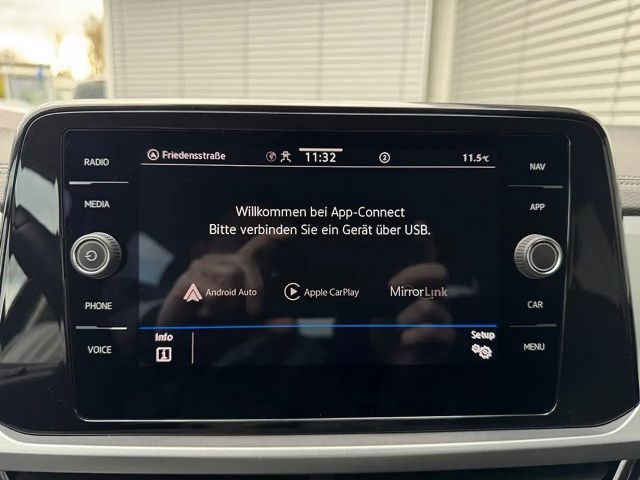 RADIO
MEDIA
PHONE
VOICE
Friedensstraße
11:32
2
11.5°C
Willkommen bei App-Connect
Bitte verbinden Sie ein Gerät über USB.
Android Auto
Apple CarPlay
MirrorLink
Info
Setup
NAV
APP
CAR
MENU